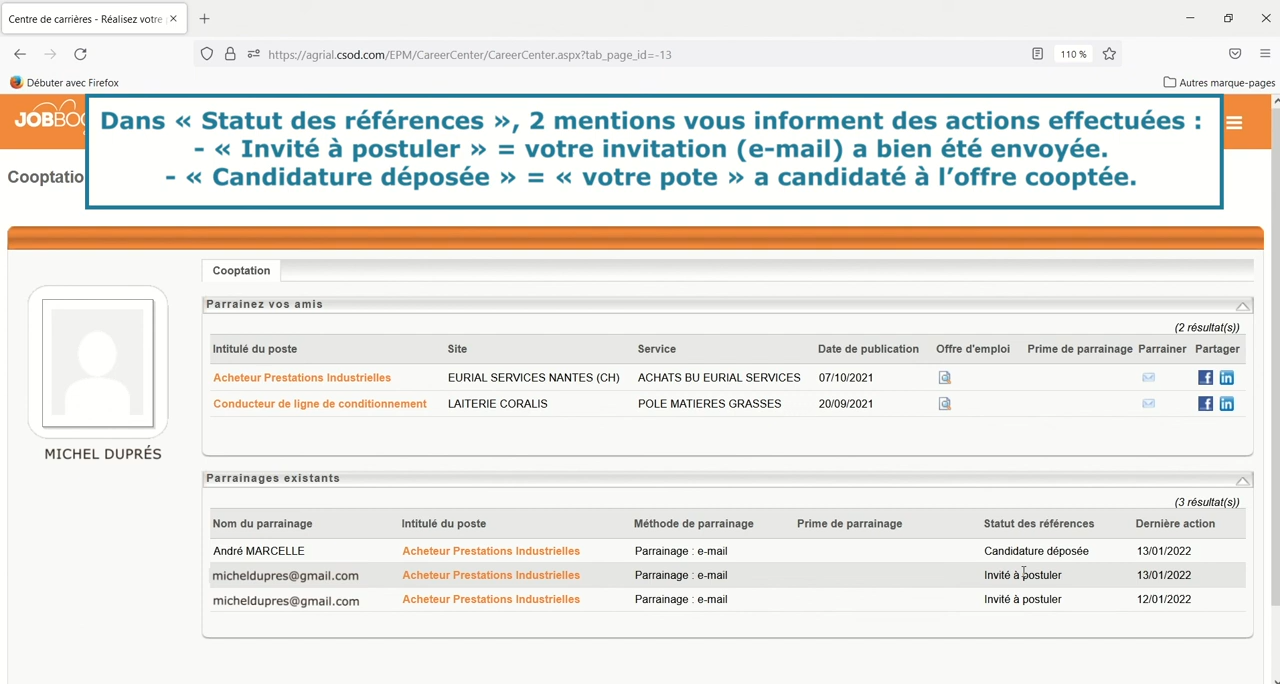 Centre de carrières - Réalisez votre
https://agrial.csod.com/EPM/CareerCenter/CareerCenter.aspx?tab_page_id=-13
110 %
Débuter avec Firefox
Autres marque-pages
JOBBOO
Dans « Statut des références », 2 mentions vous informent des actions effectuées :
- « Invité à postuler » = votre invitation (e-mail) a bien été envoyée.
- « Candidature déposée » = « votre pote » a candidaté à l'offre cooptée.
Cooptatio
Cooptation
Parrainez vos amis
(2 résultat(s))
Intitulé du poste Site Service Date de publication Offre d'emploi Prime de parrainage Parrainer Partager
Acheteur Prestations Industrielles EURIAL SERVICES NANTES (CH) ACHATS BU EURIAL SERVICES 07/10/2021
Conducteur de ligne de conditionnement LAITERIE CORALIS POLE MATIERES GRASSES 20/09/2021
MICHEL DUPRÉS
Parrainages existants
(3 résultat(s))
Nom du parrainage Intitulé du poste Méthode de parrainage Prime de parrainage Statut des références Dernière action
André MARCELLE Acheteur Prestations Industrielles Parrainage : e-mail Candidature déposée 13/01/2022
micheldupres@gmail.com Acheteur Prestations Industrielles Parrainage : e-mail Invité à postuler 13/01/2022
micheldupres@gmail.com Acheteur Prestations Industrielles Parrainage : e-mail Invité à postuler 12/01/2022